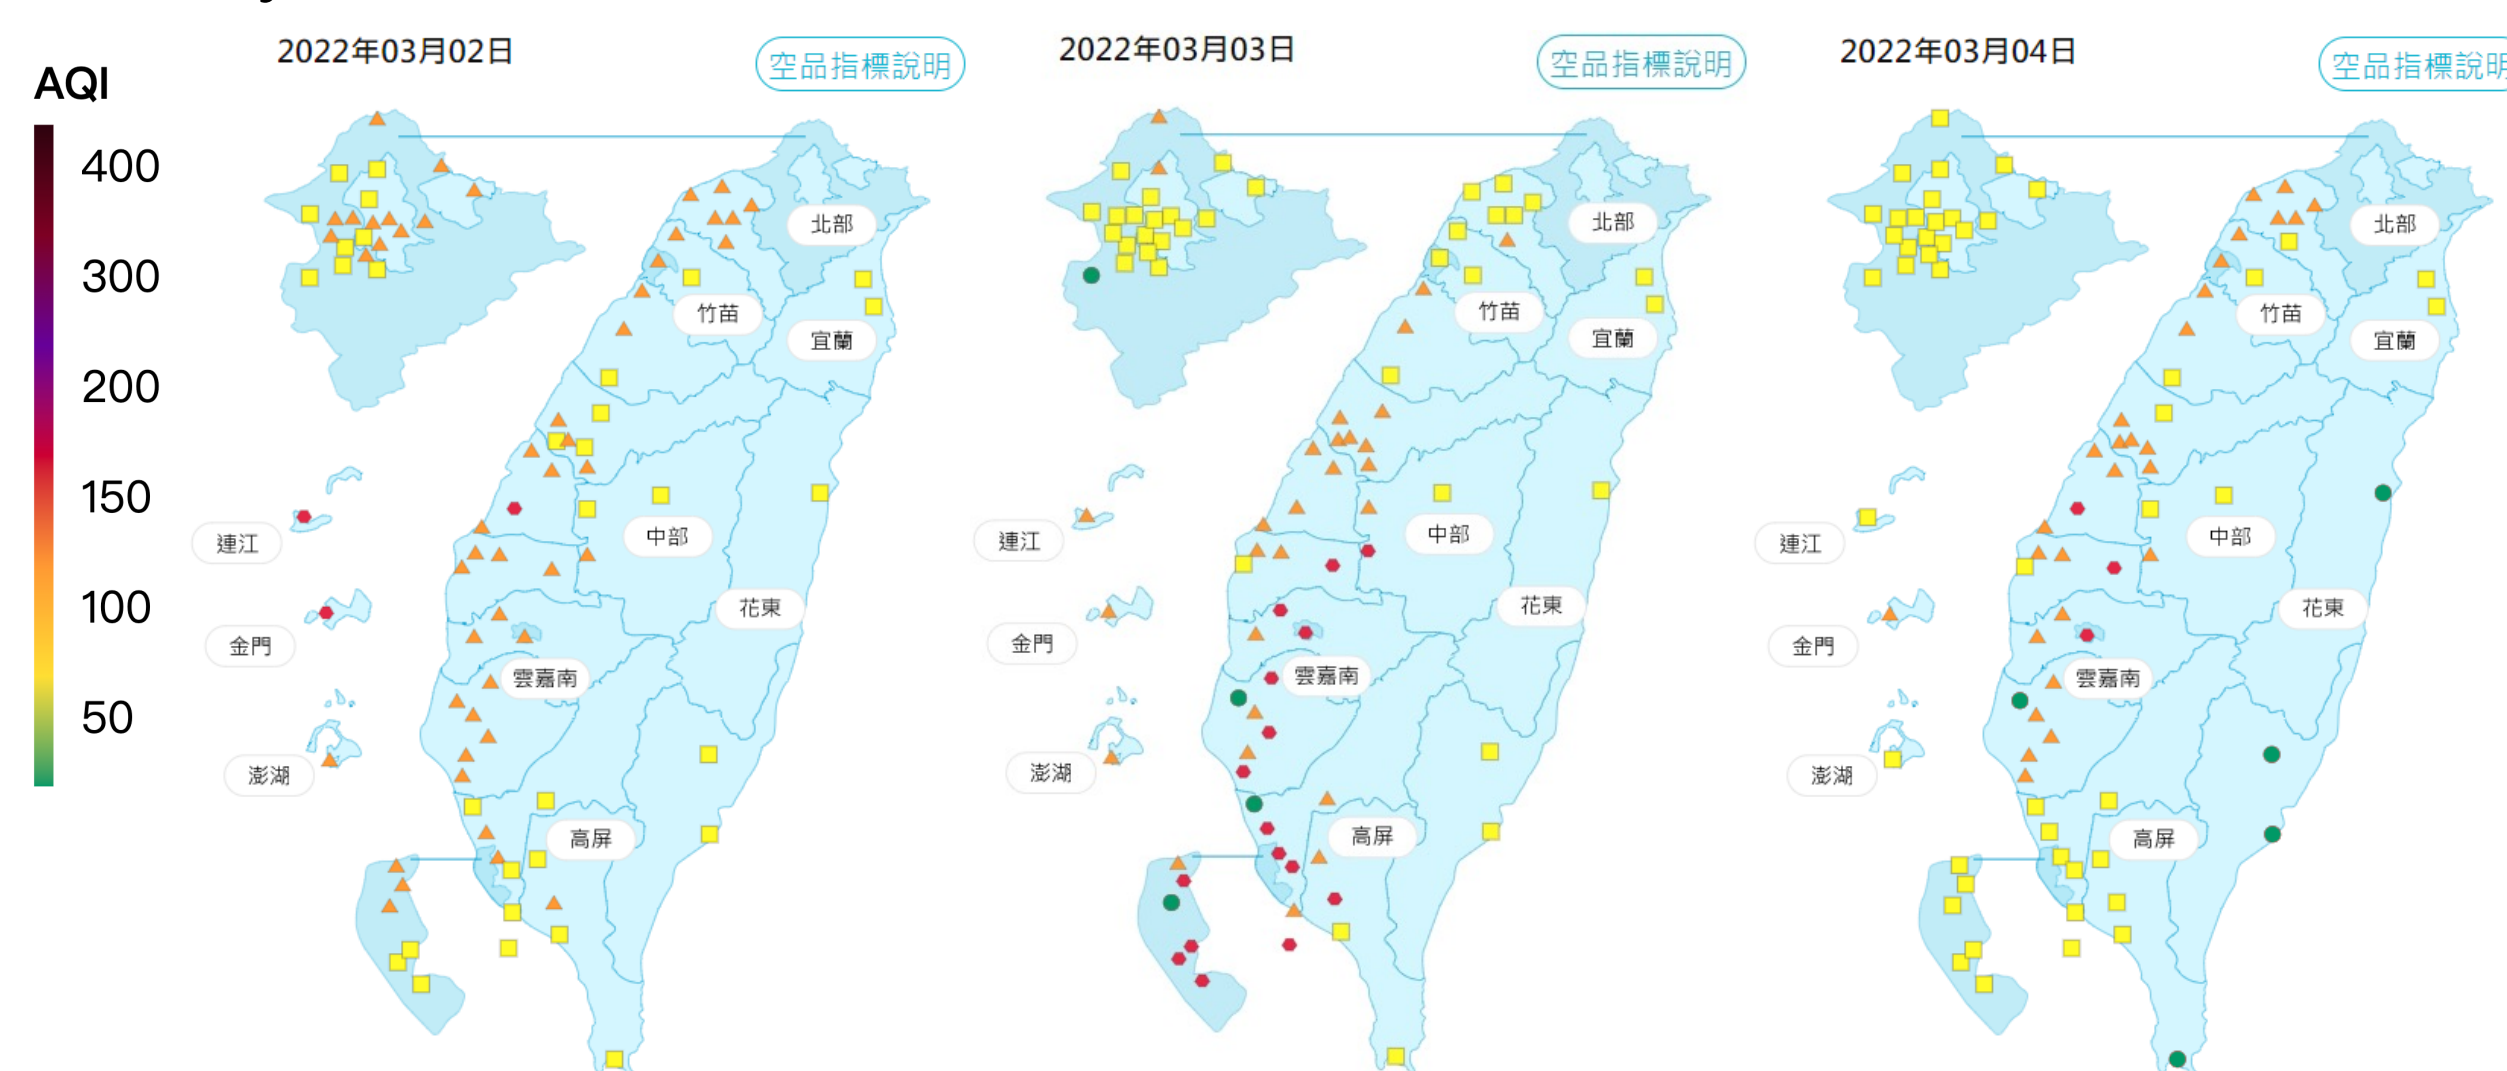 2022年03月02日
空品指標說明
2022年03月03日
空品指標說明
2022年03月04日
空品指標說明
AQI
400
300
200
150
100
50
北部
竹苗
宜蘭
中部
連江
花東
金門
雲嘉南
澎湖
高屏
北部
竹苗
宜蘭
中部
連江
花東
金門
雲嘉南
澎湖
高屏
北部
竹苗
宜蘭
中部
連江
花東
金門
雲嘉南
澎湖
高屏